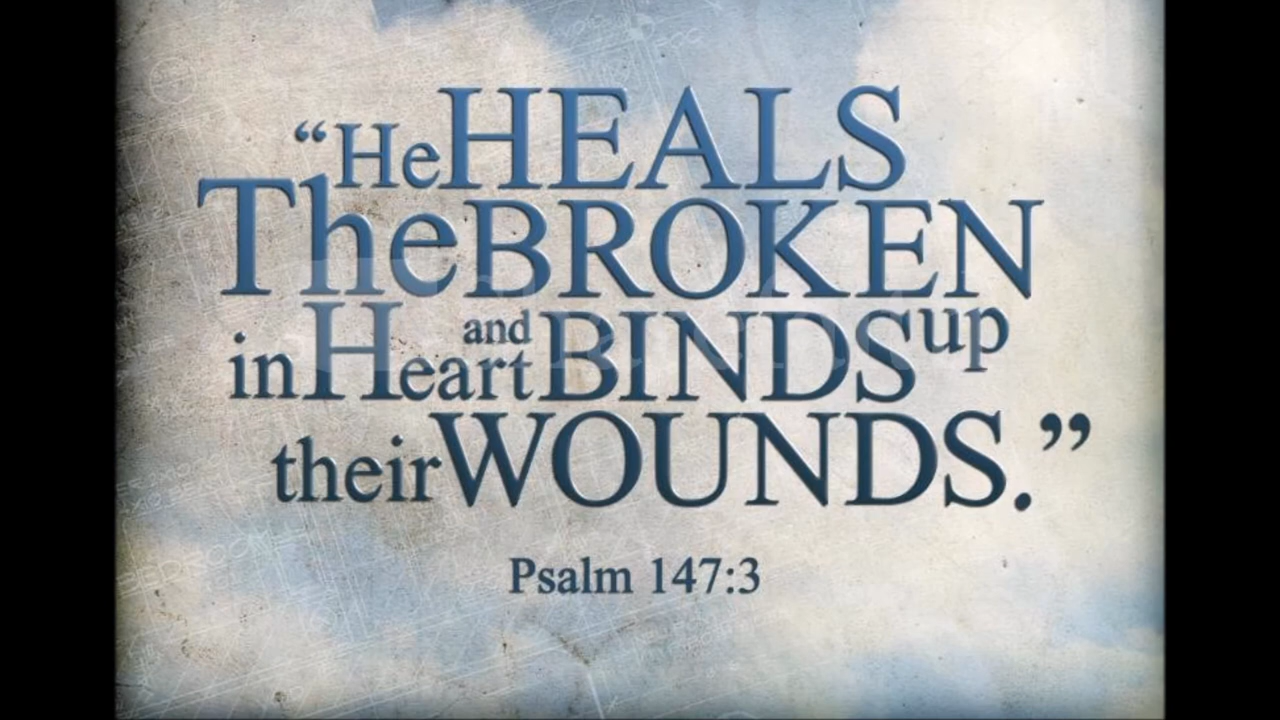 “He HEALS
The BROKEN
in Heart and BINDS up
their WOUNDS.”
Psalm 147:3